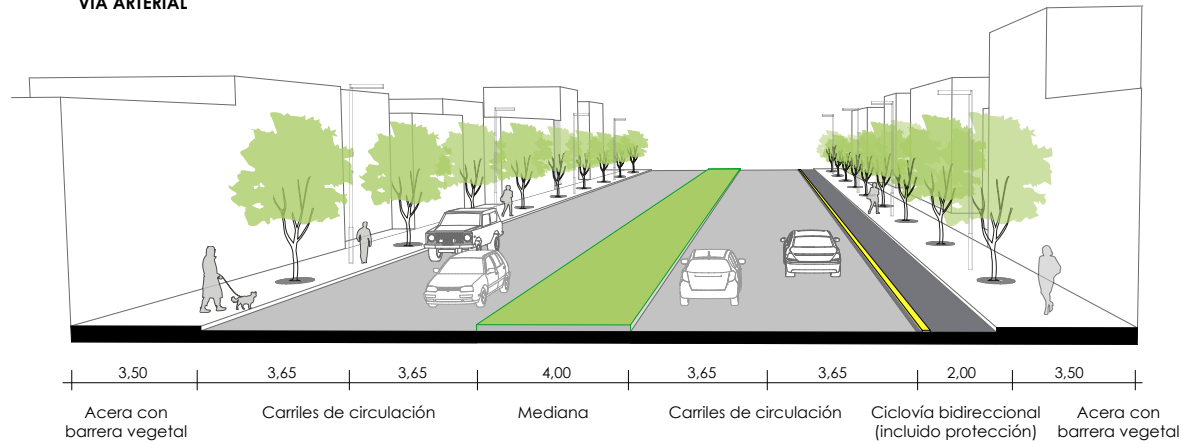 VÍA ARTERIAL
3,50 3,65 3,65 4,00 3,65 3,65 2,00 3,50
Acera con barrera vegetal
Carriles de circulación
Mediana
Carriles de circulación
Ciclovía bidireccional
(incluido protección)
Acera con
barrera vegetal